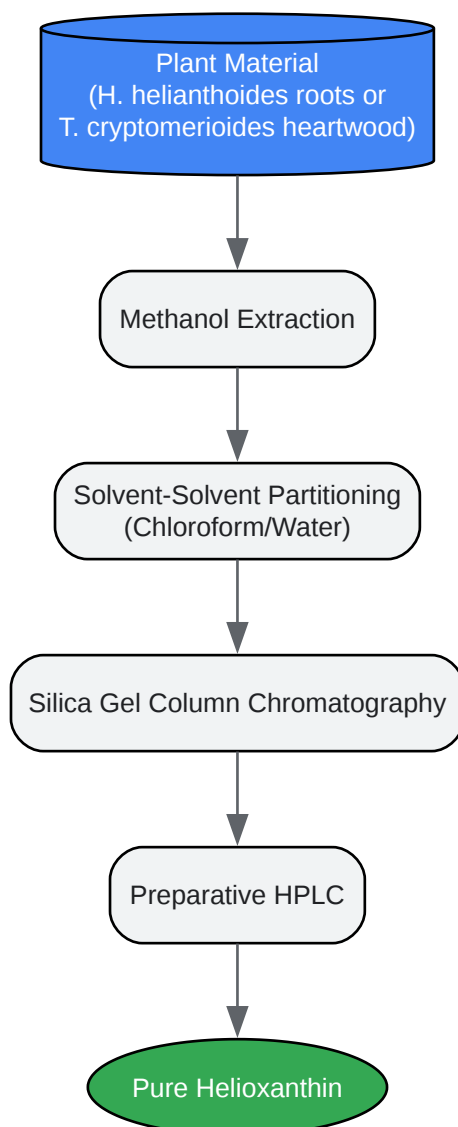 Plant Material
(H. helianthoides roots or
T. cryptomerioides heartwood)
Methanol Extraction
Solvent-Solvent Partitioning
(Chloroform/Water)
Silica Gel Column Chromatography
Preparative HPLC
Pure Helioxanthin